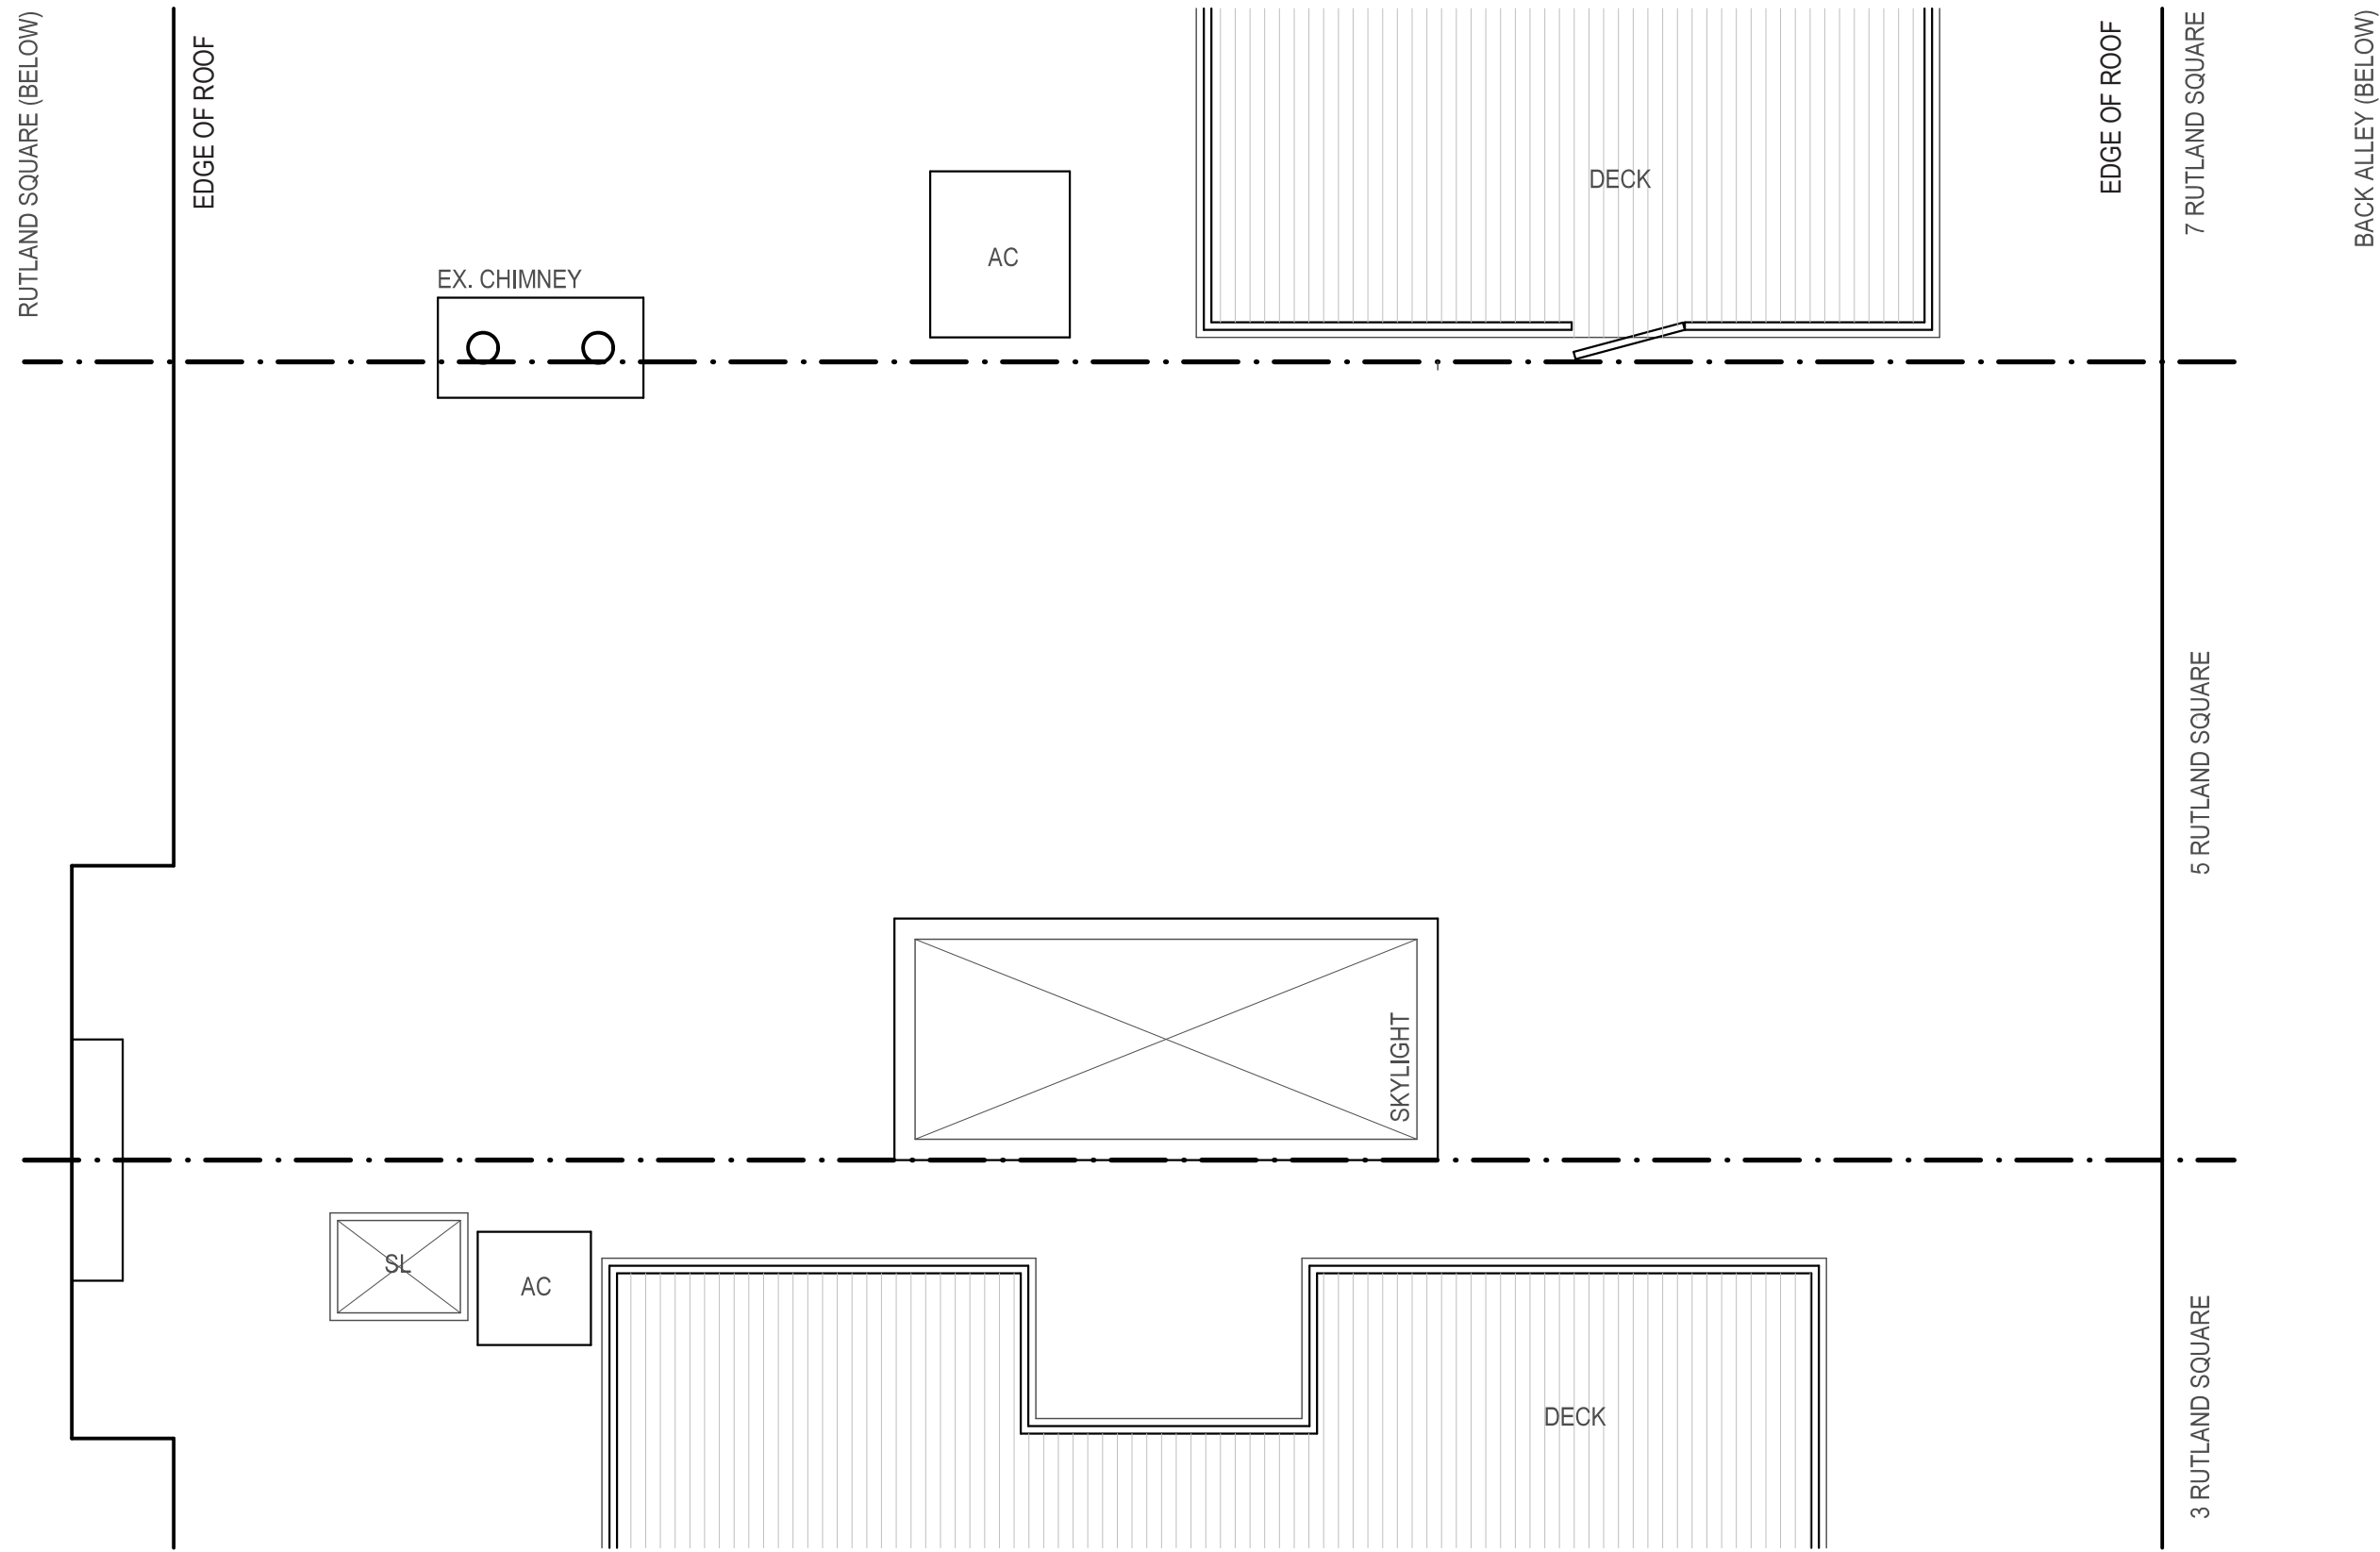 RUTLAND SQUARE (BELOW)
EDGE OF ROOF
EX. CHIMNEY
AC
DECK
EDGE OF ROOF
7 RUTLAND SQUARE
BACK ALLEY (BELOW)
5 RUTLAND SQUARE
SKYLIGHT
SL
AC
DECK
3 RUTLAND SQUARE